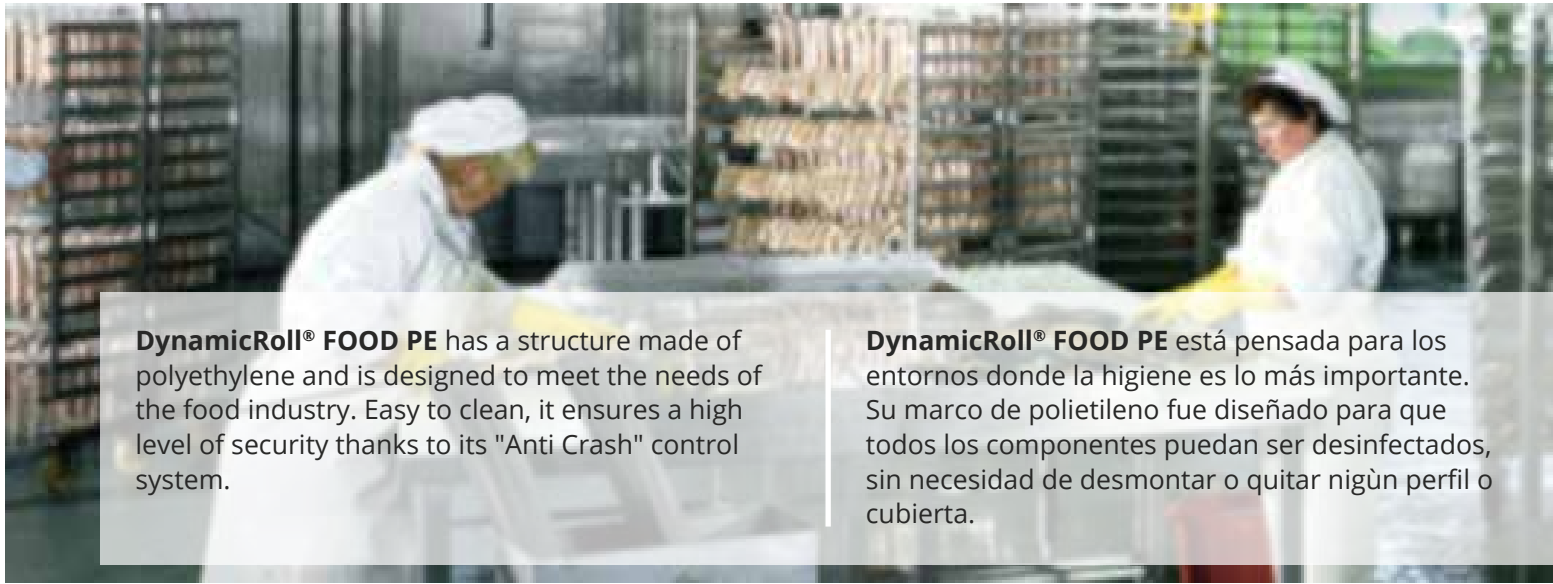 DynamicRoll® FOOD PE has a structure made of
polyethylene and is designed to meet the needs of
the food industry. Easy to clean, it ensures a high
level of security thanks to its "Anti Crash" control
system.
DynamicRoll® FOOD PE está pensada para los
entornos donde la higiene es lo más importante.
Su marco de polietileno fue diseñado para que
todos los componentes puedan ser desinfectados,
sin necesidad de desmontar o quitar nigùn perfil o
cubierta.